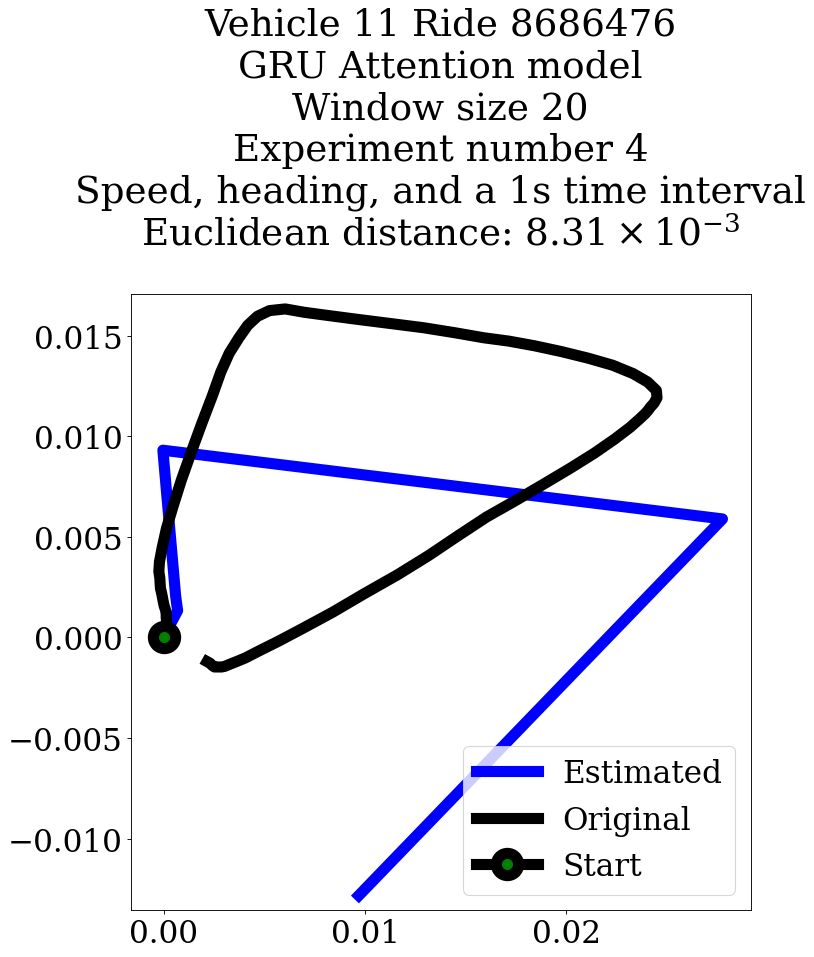 Vehicle 11 Ride 8686476
GRU Attention model
Window size 20
Experiment number 4
Speed, heading, and a 1s time interval
Euclidean distance: 8.31 × 10⁻³
0.015
0.010
0.005
0.000
−0.005
−0.010
0.00 0.01 0.02
Estimated
Original
Start